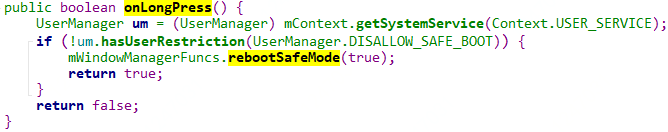 public boolean onLongPress() {
    UserManager um = (UserManager) mContext.getSystemService(Context.USER_SERVICE);
    if (!um.hasUserRestriction(UserManager.DISALLOW_SAFE_BOOT)) {
        mWindowManagerFuncs.rebootSafeMode(true);
        return true;
    }
    return false;
}